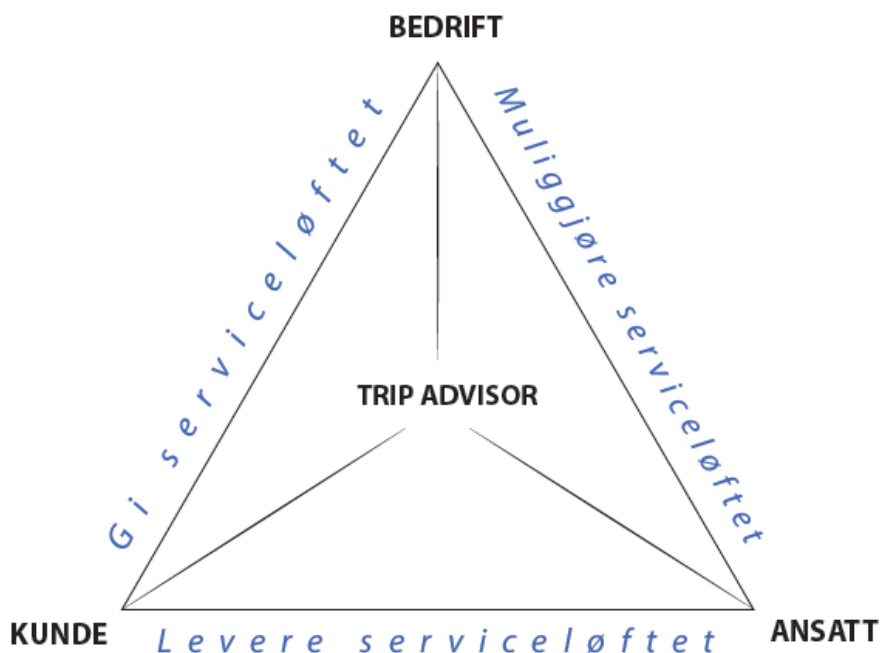 BEDRIFT
Gi serviceløftet
Muliggjøre serviceløftet
TRIP ADVISOR
KUNDE
Levere serviceløftet
ANSATT